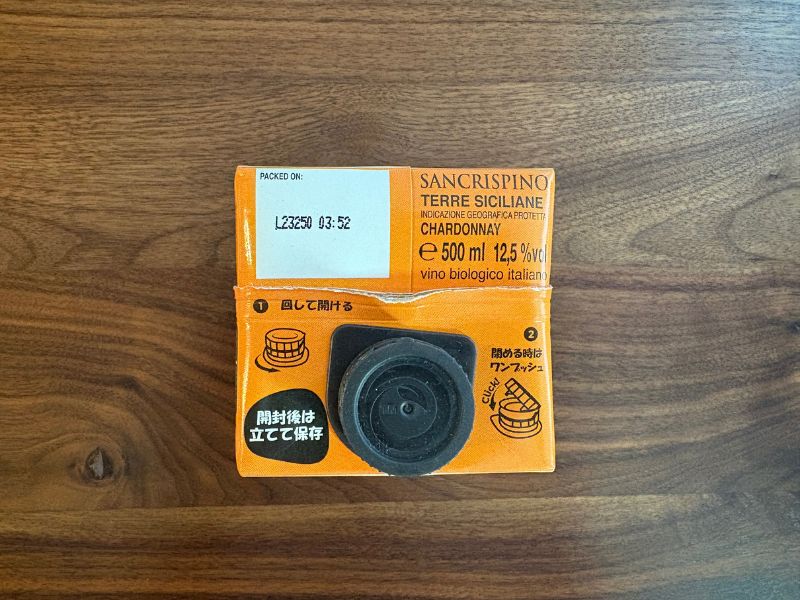 PACKED ON:
L23250 03:52
SANCRISPINO
TERRE SICILIANE
INDICAZIONE GEOGRAFICA PROTETTA
CHARDONNAY
℮ 500 ml 12,5 %vol
vino biologico italiano
1 回して開ける
2
閉める時は
ワンプッシュ
Click!
開封後は
立てて保存